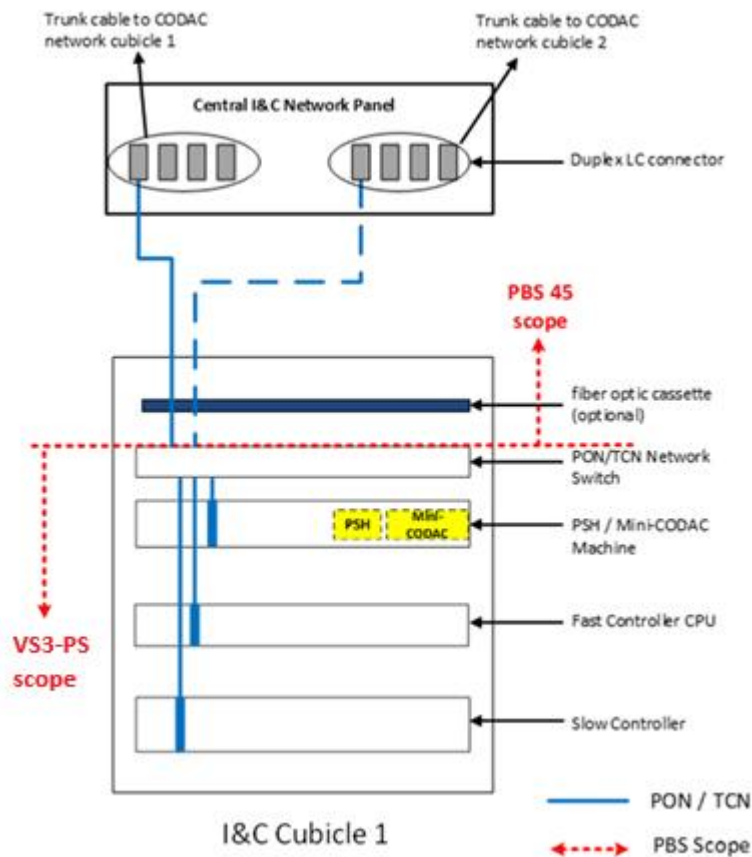 Trunk cable to CODAC
network cubicle 1
Trunk cable to CODAC
network cubicle 2
Central I&C Network Panel
Duplex LC connector
PBS 45
scope
fiber optic cassette
(optional)
PON/TCN Network
Switch
PSH
Mini-
CODAC
PSH / Mini-CODAC
Machine
Fast Controller CPU
VS3-PS
scope
Slow Controller
I&C Cubicle 1
PON / TCN
PBS Scope